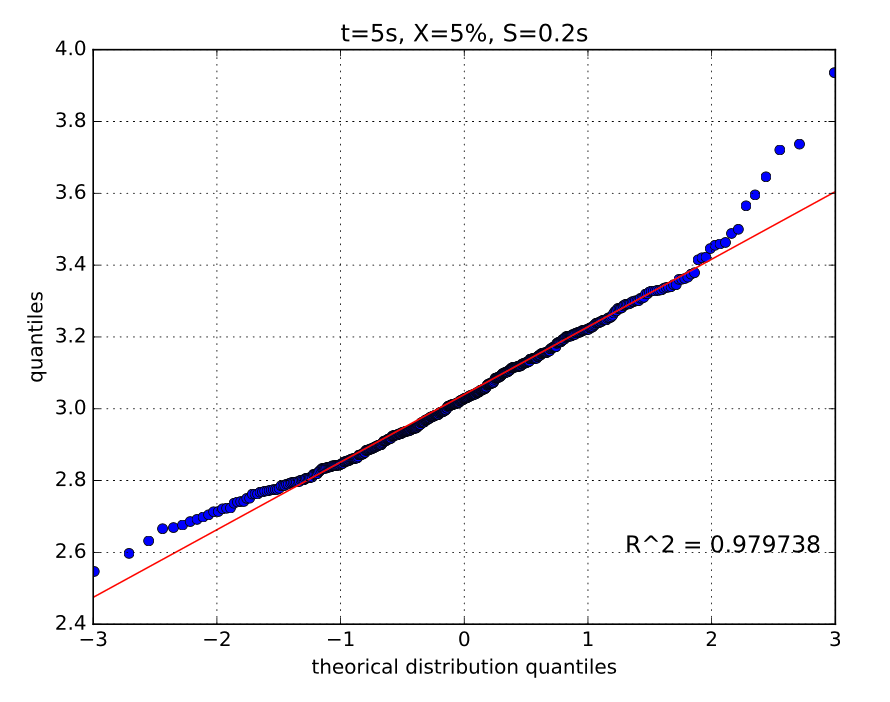 t=5s, X=5%, S=0.2s
4.0
3.8
3.6
3.4
3.2
3.0
2.8
2.6
2.4
quantiles
R^2 = 0.979738
−3 −2 −1 0 1 2 3
theorical distribution quantiles